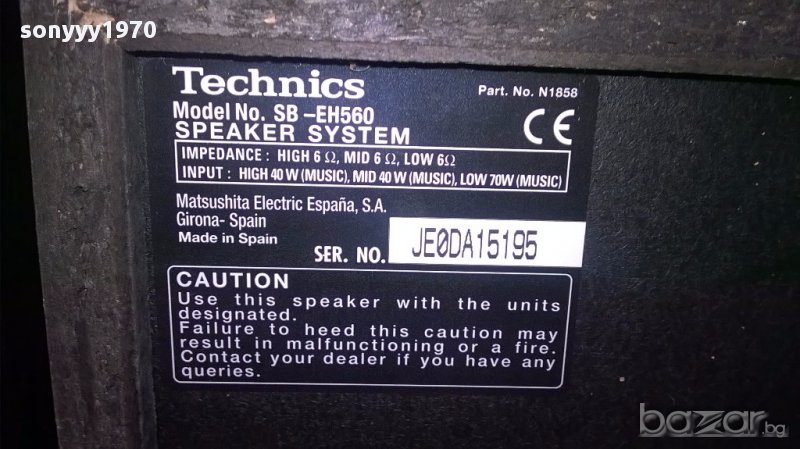 sonyyy1970
Technics
Part. No. N1858
Model No. SB -EH560
SPEAKER SYSTEM
CE
IMPEDANCE : HIGH 6 Ω, MID 6 Ω, LOW 6Ω
INPUT : HIGH 40 W (MUSIC), MID 40 W (MUSIC), LOW 70W (MUSIC)
Matsushita Electric España, S.A.
Girona- Spain
Made in Spain
SER. NO. JE0DA15195
CAUTION
Use this speaker with the units
designated.
Failure to heed this caution may
result in malfunctioning or a fire.
Contact your dealer if you have any
queries.
bazar.bg